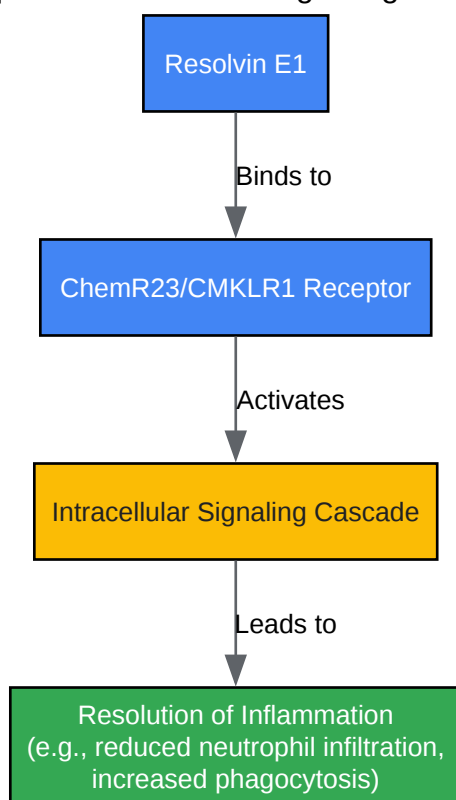 Resolvin E1
Binds to
ChemR23/CMKLR1 Receptor
Activates
Intracellular Signaling Cascade
Leads to
Resolution of Inflammation
(e.g., reduced neutrophil infiltration,
increased phagocytosis)